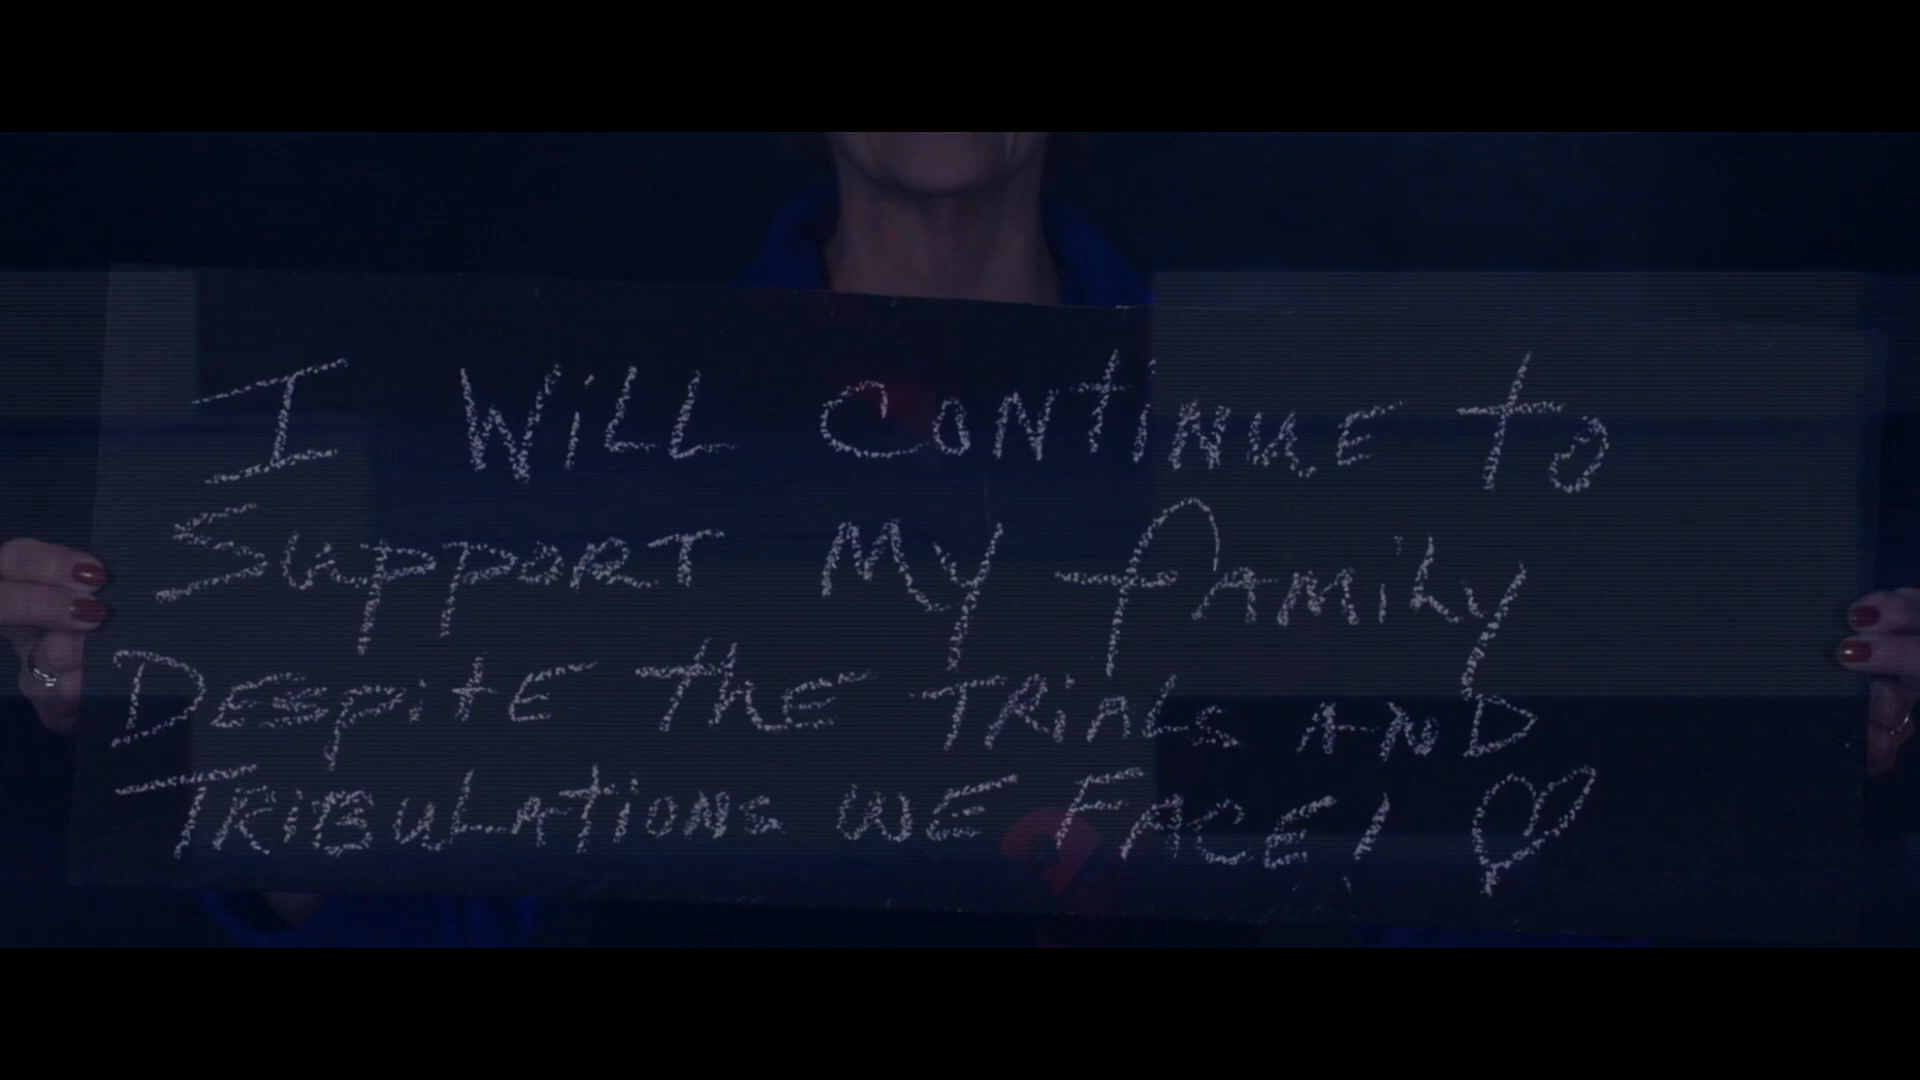 I WiLL CONTiNUE to
Support My family
DESpitE thE TRiALS AND
TRiBULAtiONS WE FACE! ♡